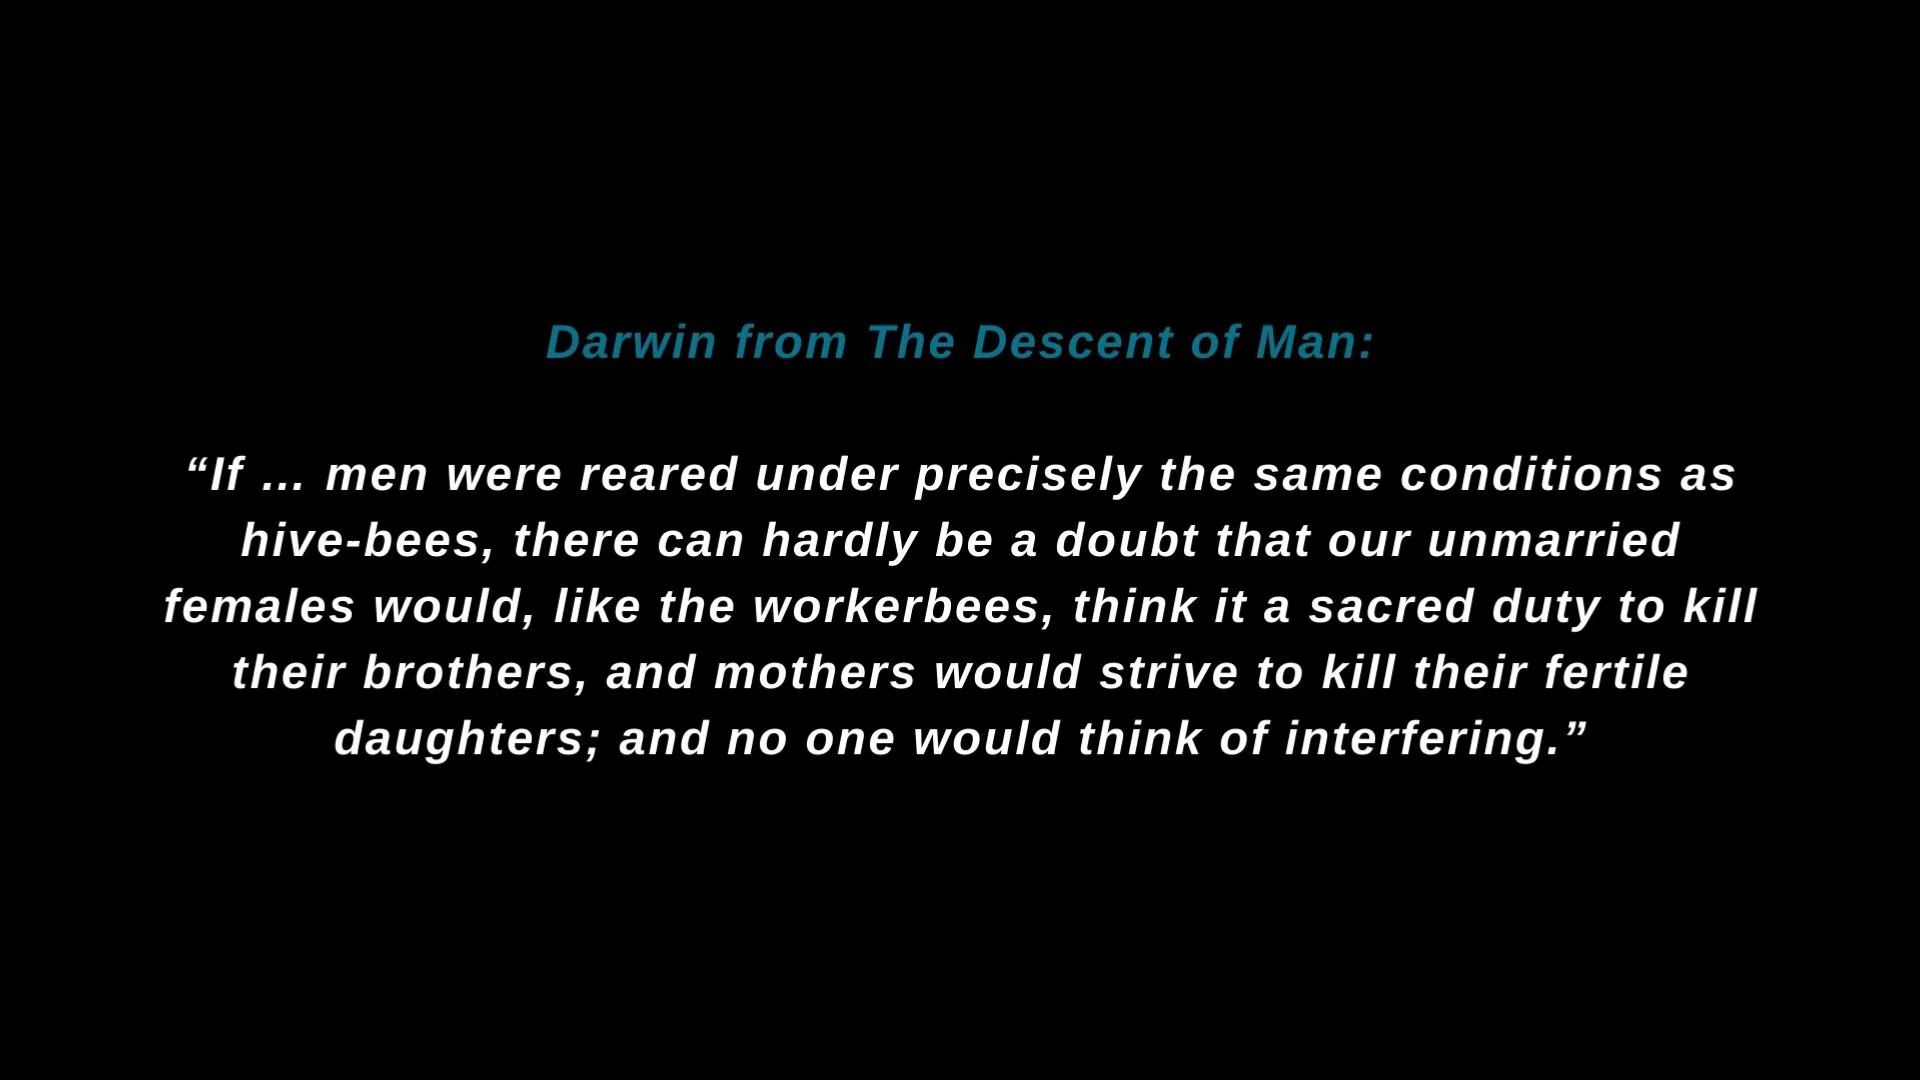 Darwin from The Descent of Man:
“If ... men were reared under precisely the same conditions as
hive-bees, there can hardly be a doubt that our unmarried
females would, like the workerbees, think it a sacred duty to kill
their brothers, and mothers would strive to kill their fertile
daughters; and no one would think of interfering.”